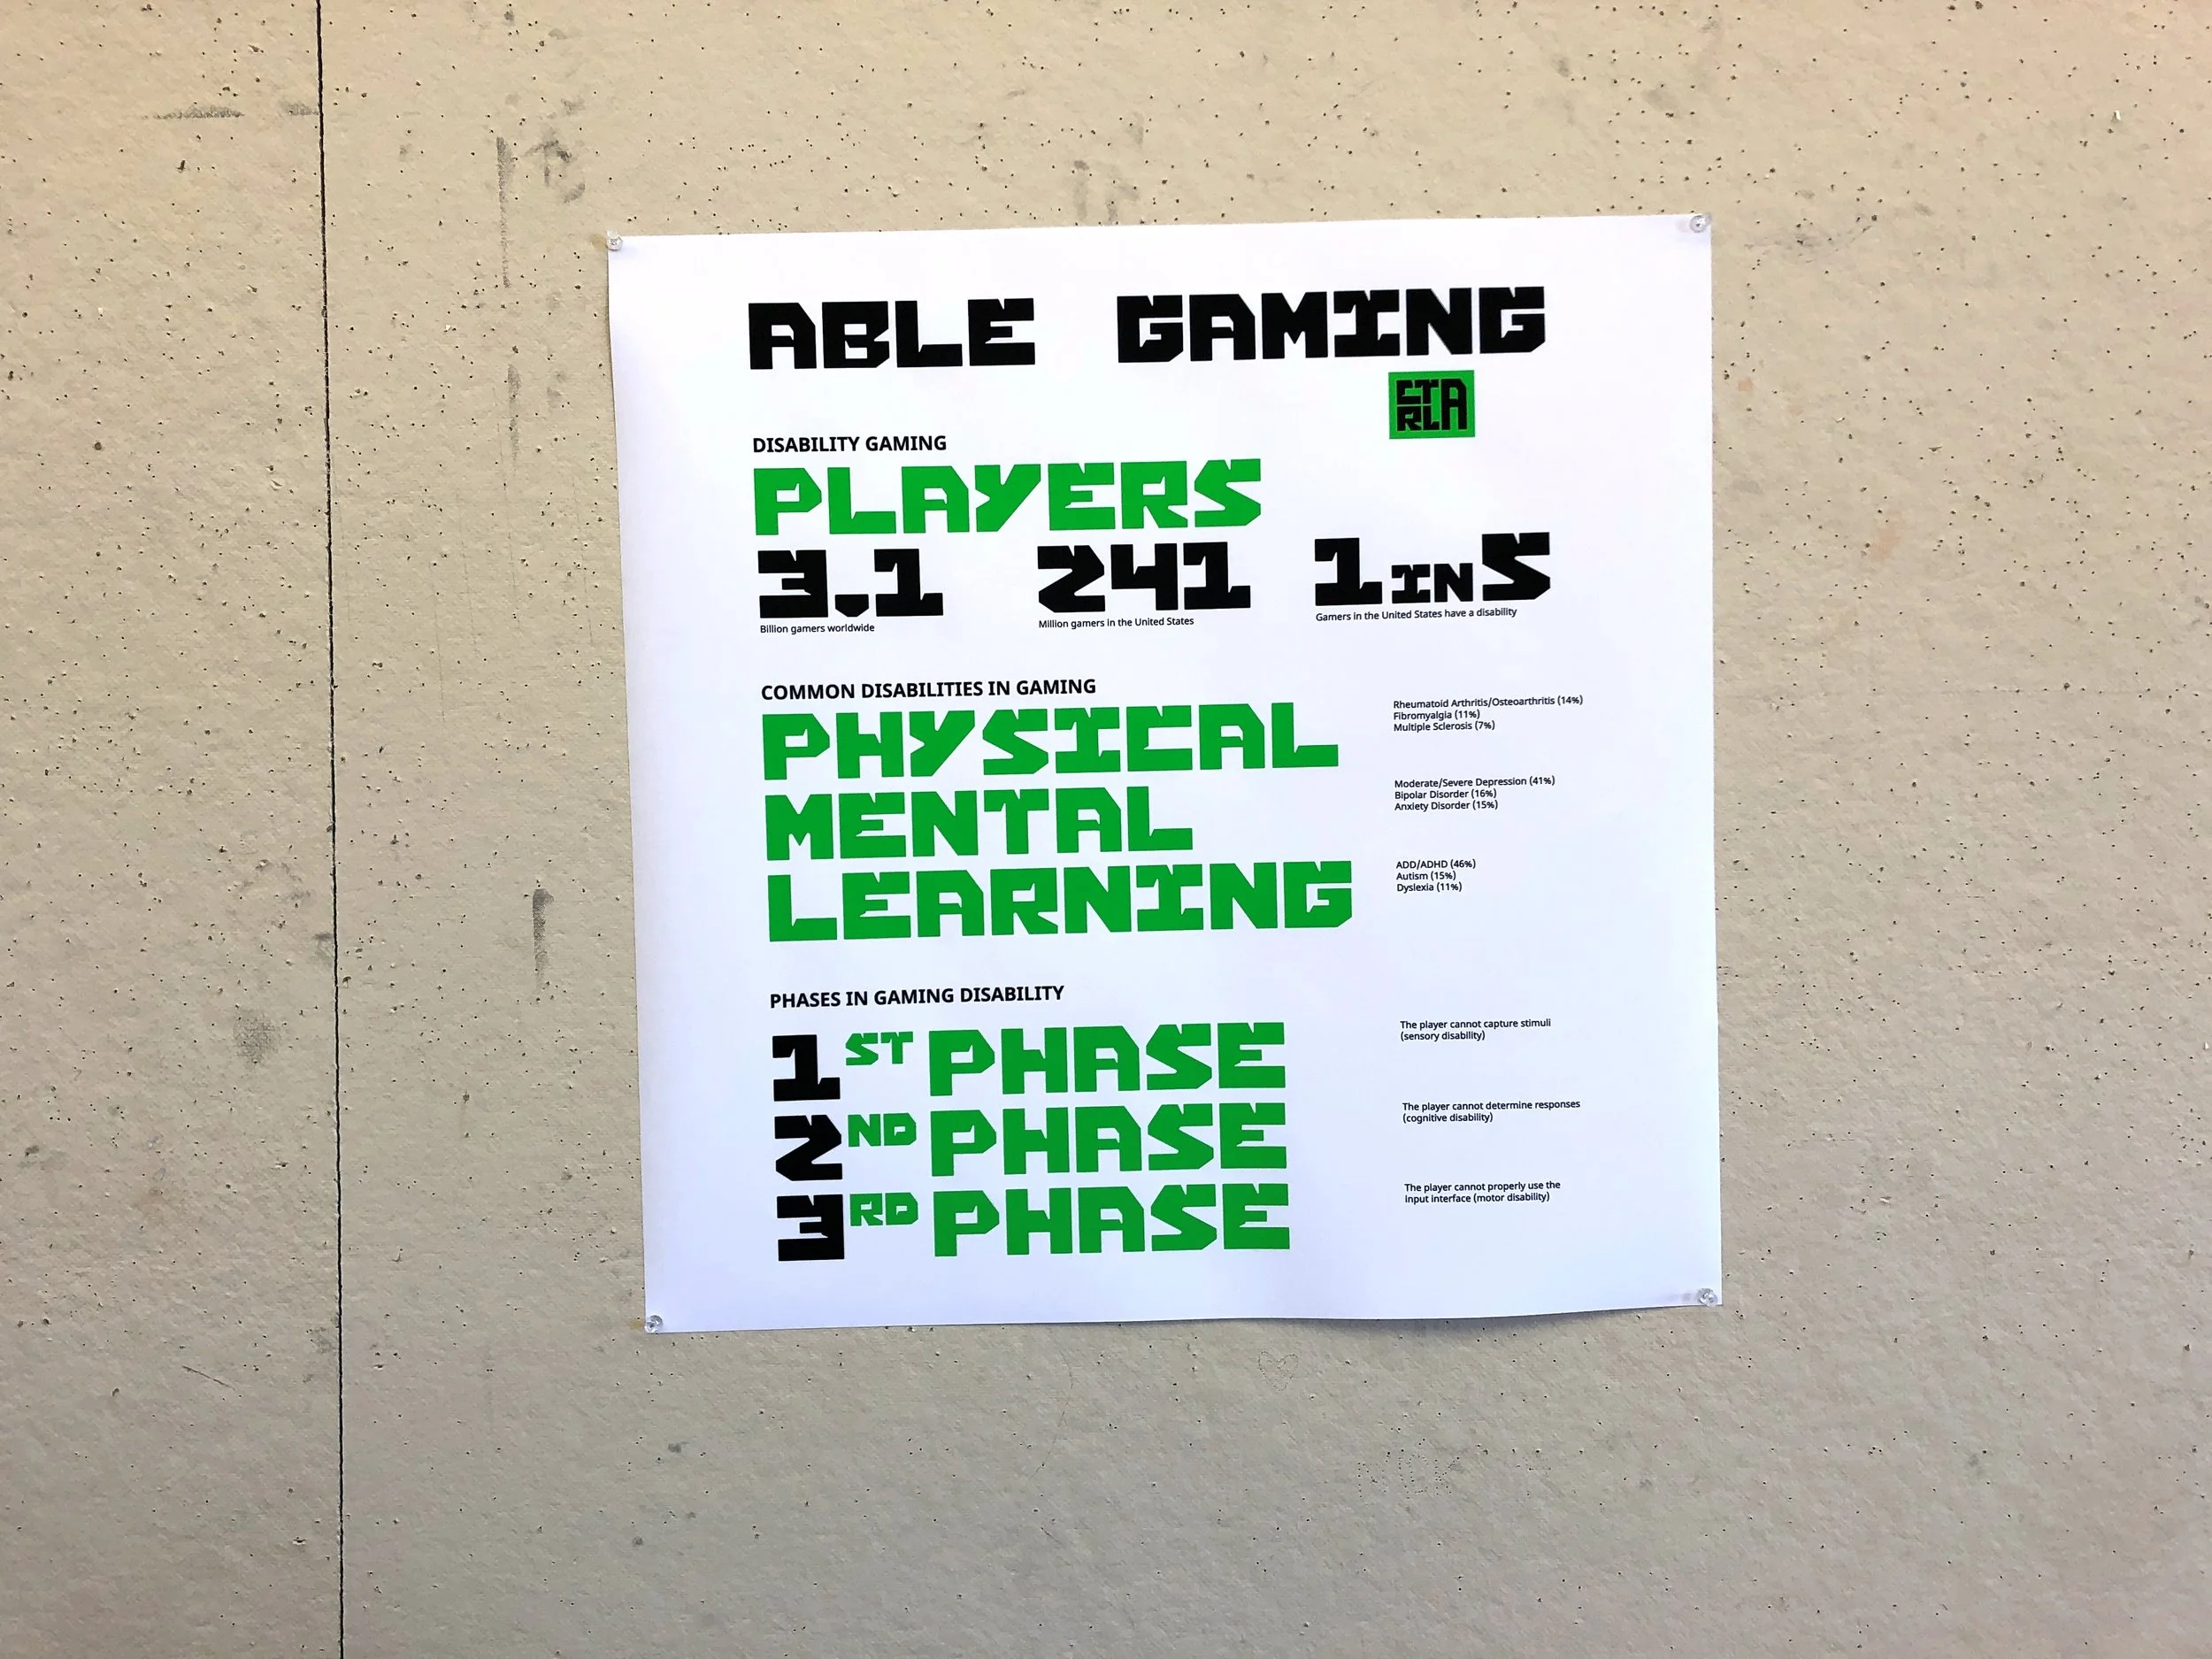 ABLE GAMING
CTRLA
DISABILITY GAMING
PLAYERS
3.1 241 1 IN 5
Billion gamers worldwide
Million gamers in the United States
Gamers in the United States have a disability
COMMON DISABILITIES IN GAMING
PHYSICAL
Rheumatoid Arthritis/Osteoarthritis (14%)
Fibromyalgia (11%)
Multiple Sclerosis (7%)
MENTAL
Moderate/Severe Depression (41%)
Bipolar Disorder (16%)
Anxiety Disorder (15%)
LEARNING
ADD/ADHD (46%)
Autism (15%)
Dyslexia (11%)
PHASES IN GAMING DISABILITY
1ST PHASE
The player cannot capture stimuli
(sensory disability)
2ND PHASE
The player cannot determine responses
(cognitive disability)
3RD PHASE
The player cannot properly use the
input interface (motor disability)
NICK